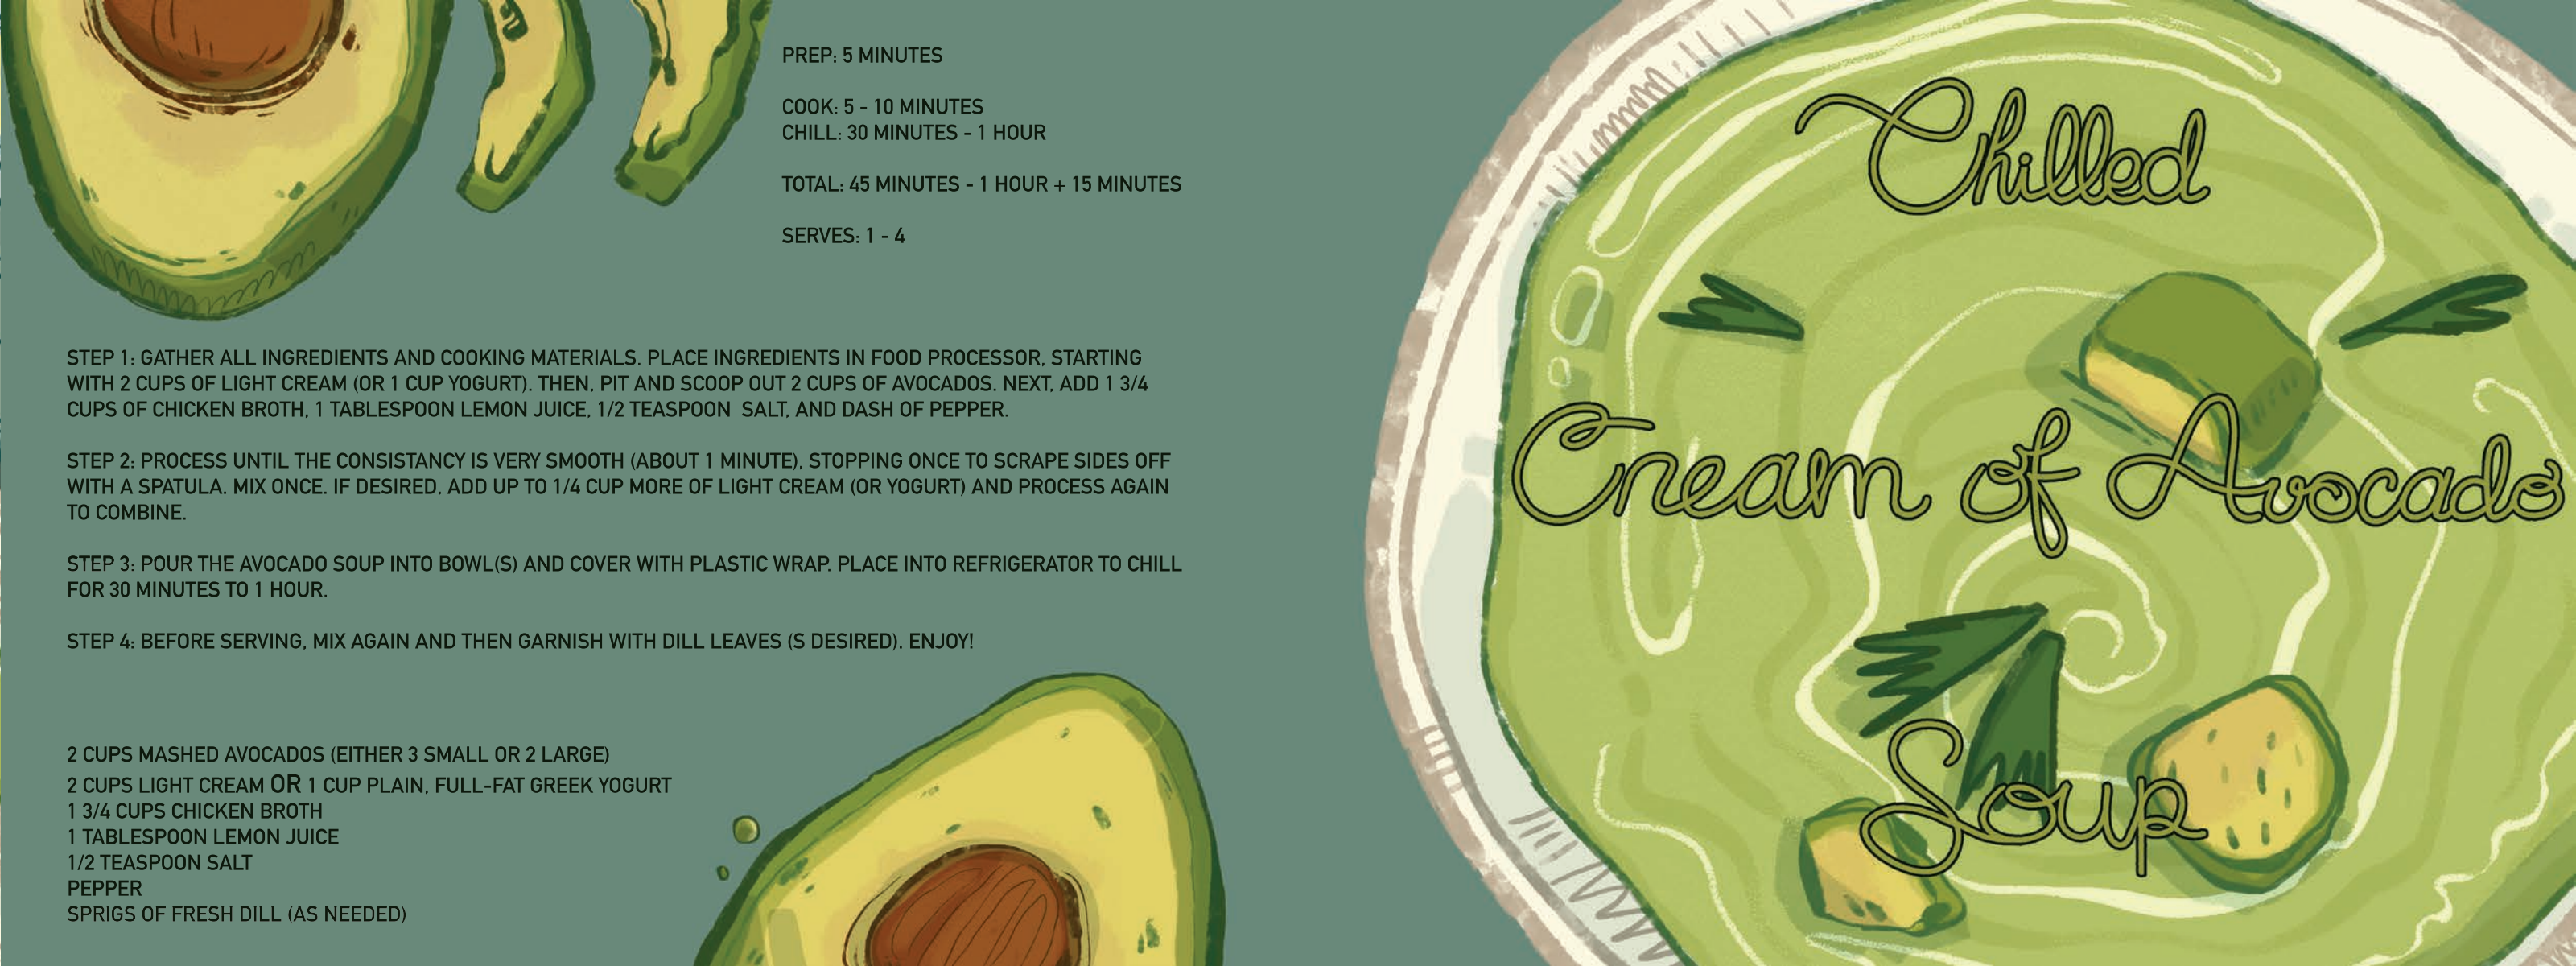 PREP: 5 MINUTES
COOK: 5 - 10 MINUTES
CHILL: 30 MINUTES - 1 HOUR
TOTAL: 45 MINUTES - 1 HOUR + 15 MINUTES
SERVES: 1 - 4
STEP 1: GATHER ALL INGREDIENTS AND COOKING MATERIALS. PLACE INGREDIENTS IN FOOD PROCESSOR, STARTING
WITH 2 CUPS OF LIGHT CREAM (OR 1 CUP YOGURT). THEN, PIT AND SCOOP OUT 2 CUPS OF AVOCADOS. NEXT, ADD 1 3/4
CUPS OF CHICKEN BROTH, 1 TABLESPOON LEMON JUICE, 1/2 TEASPOON  SALT, AND DASH OF PEPPER.
STEP 2: PROCESS UNTIL THE CONSISTANCY IS VERY SMOOTH (ABOUT 1 MINUTE), STOPPING ONCE TO SCRAPE SIDES OFF
WITH A SPATULA. MIX ONCE. IF DESIRED, ADD UP TO 1/4 CUP MORE OF LIGHT CREAM (OR YOGURT) AND PROCESS AGAIN
TO COMBINE.
STEP 3: POUR THE AVOCADO SOUP INTO BOWL(S) AND COVER WITH PLASTIC WRAP. PLACE INTO REFRIGERATOR TO CHILL
FOR 30 MINUTES TO 1 HOUR.
STEP 4: BEFORE SERVING, MIX AGAIN AND THEN GARNISH WITH DILL LEAVES (S DESIRED). ENJOY!
2 CUPS MASHED AVOCADOS (EITHER 3 SMALL OR 2 LARGE)
2 CUPS LIGHT CREAM OR 1 CUP PLAIN, FULL-FAT GREEK YOGURT
1 3/4 CUPS CHICKEN BROTH
1 TABLESPOON LEMON JUICE
1/2 TEASPOON SALT
PEPPER
SPRIGS OF FRESH DILL (AS NEEDED)
Chilled
Cream of Avocado
Soup